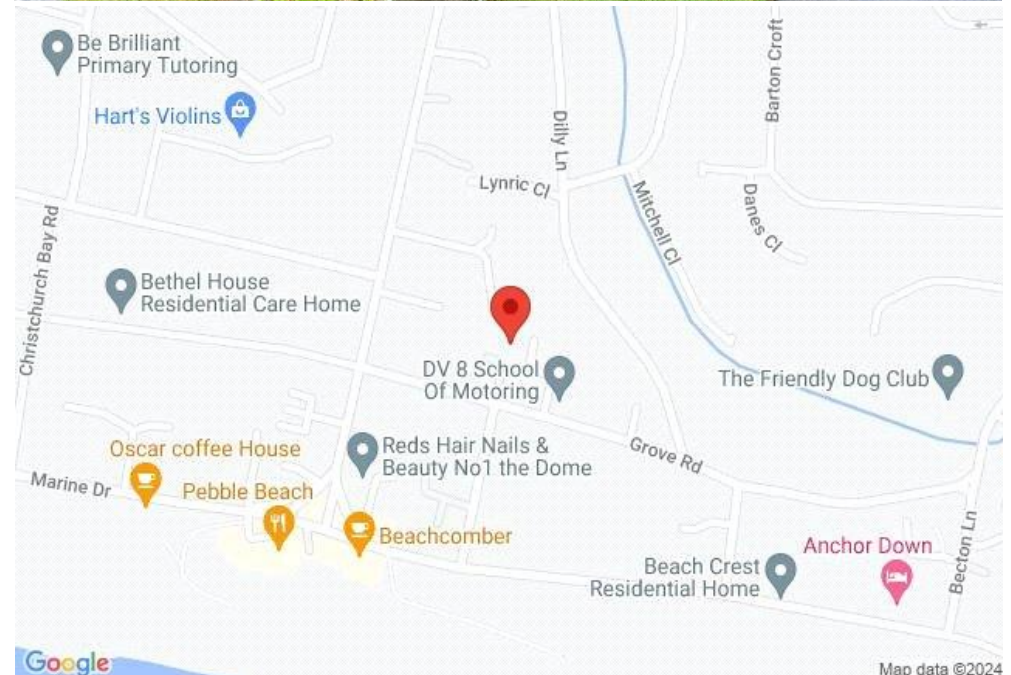 Be Brilliant
Primary Tutoring
Hart's Violins
Barton Croft
Dilly Ln
Lynric Cl
Mitchell Cl
Danes Cl
Christchurch Bay Rd
Bethel House
Residential Care Home
DV 8 School
Of Motoring
The Friendly Dog Club
Oscar coffee House
Reds Hair Nails &
Beauty No1 the Dome
Grove Rd
Marine Dr
Pebble Beach
Beachcomber
Anchor Down
Beach Crest
Residential Home
Becton Ln
Google
Map data ©2024